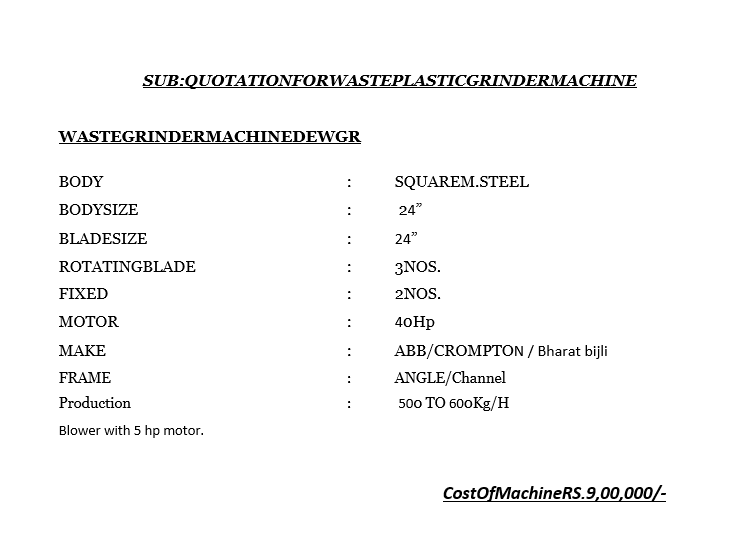 SUB:QUOTATIONFORWASTEPLASTICGRINDERMACHINE
WASTEGRINDERMACHINEDEWGR
BODY : SQUAREM.STEEL
BODYSIZE : 24”
BLADESIZE : 24”
ROTATINGBLADE : 3NOS.
FIXED : 2NOS.
MOTOR : 40Hp
MAKE : ABB/CROMPTON / Bharat bijli
FRAME : ANGLE/Channel
Production : 500 TO 600Kg/H
Blower with 5 hp motor.
CostOfMachineRS.9,00,000/-